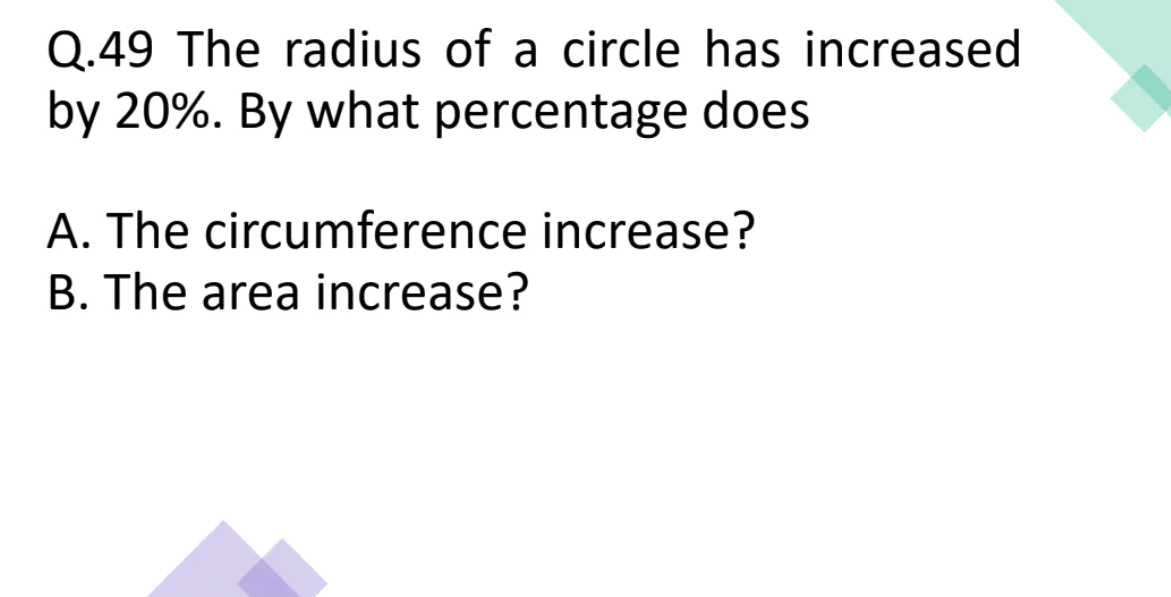 Q.49 The radius of a circle has increased
by 20%. By what percentage does
A. The circumference increase?
B. The area increase?